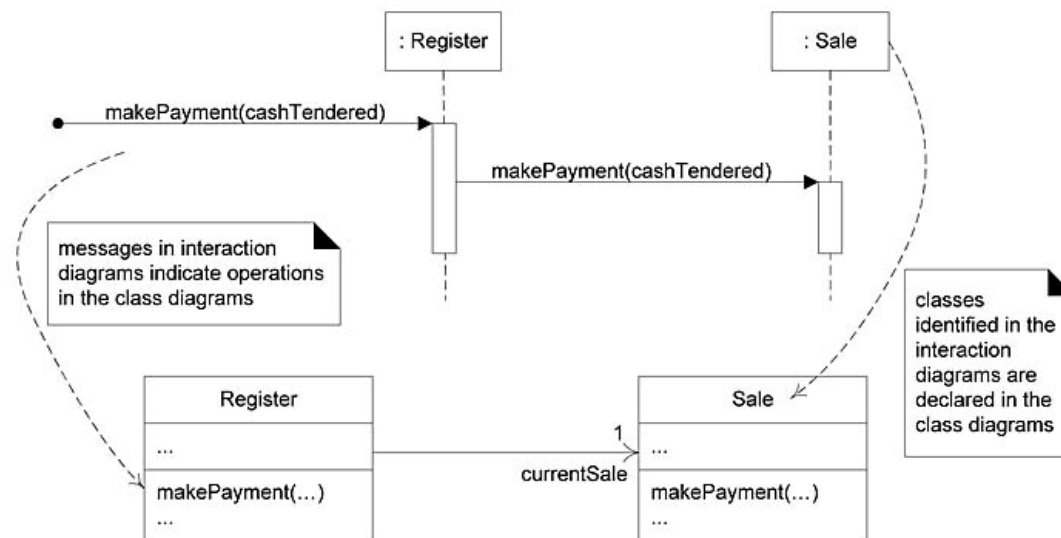 : Register
: Sale
makePayment(cashTendered)
makePayment(cashTendered)
messages in interaction
diagrams indicate operations
in the class diagrams
classes
identified in the
interaction
diagrams are
declared in the
class diagrams
Register
...
makePayment(...)
...
1
currentSale
Sale
...
makePayment(...)
...